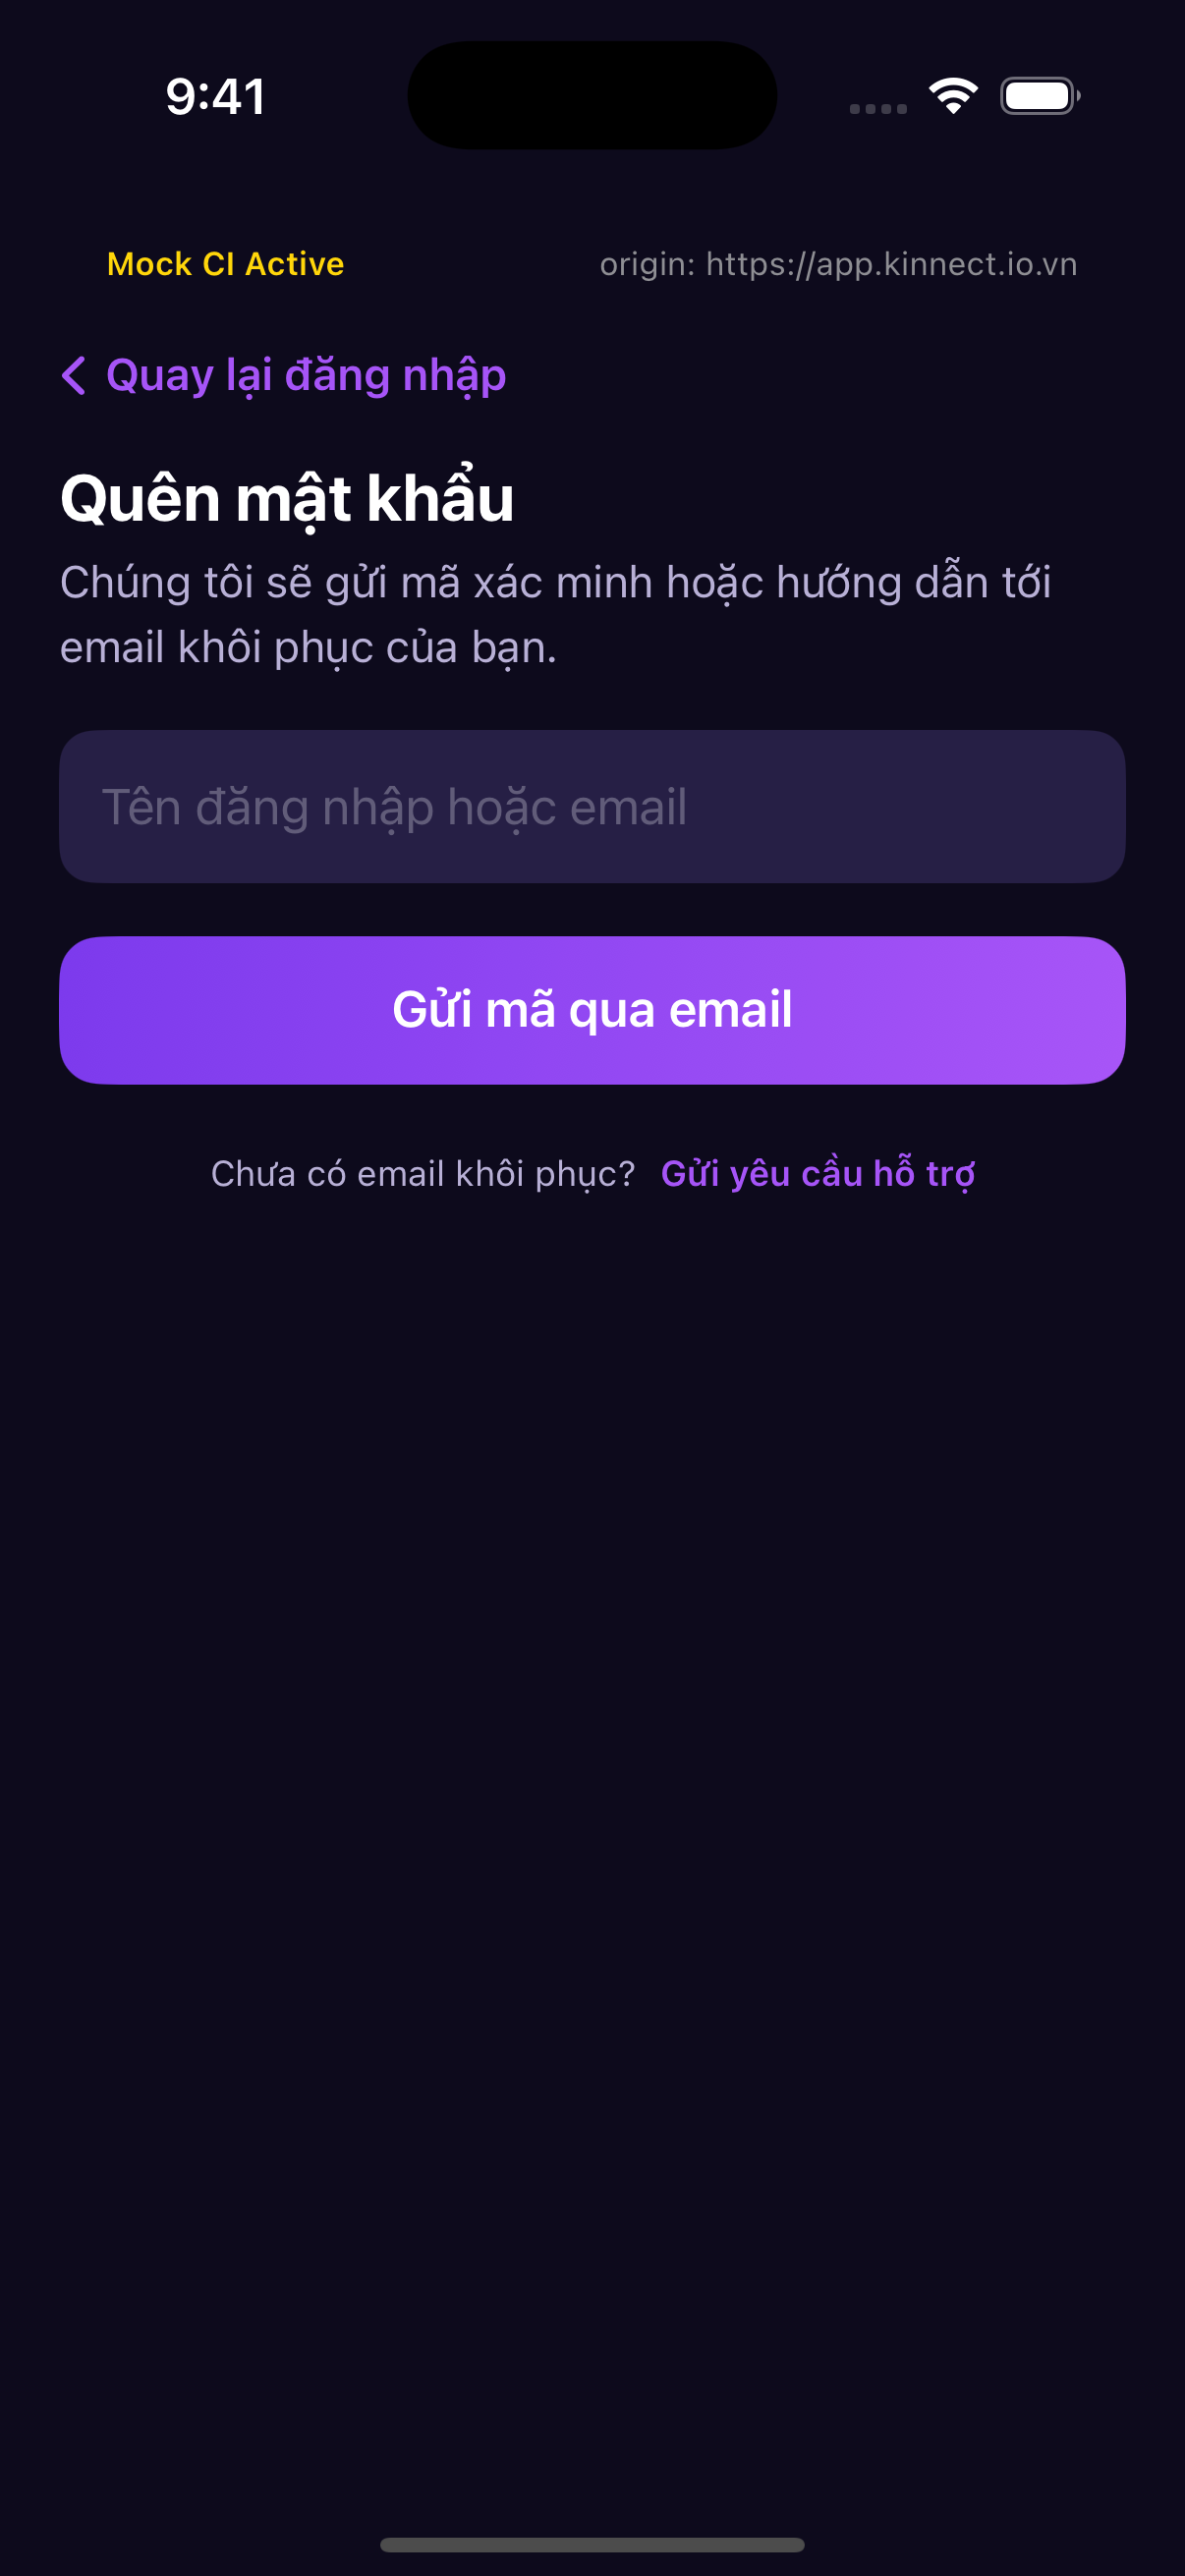 9:41
Mock CI Active
origin: https://app.kinnect.io.vn
Quay lại đăng nhập
Quên mật khẩu
Chúng tôi sẽ gửi mã xác minh hoặc hướng dẫn tới
email khôi phục của bạn.
Tên đăng nhập hoặc email
Gửi mã qua email
Chưa có email khôi phục? Gửi yêu cầu hỗ trợ